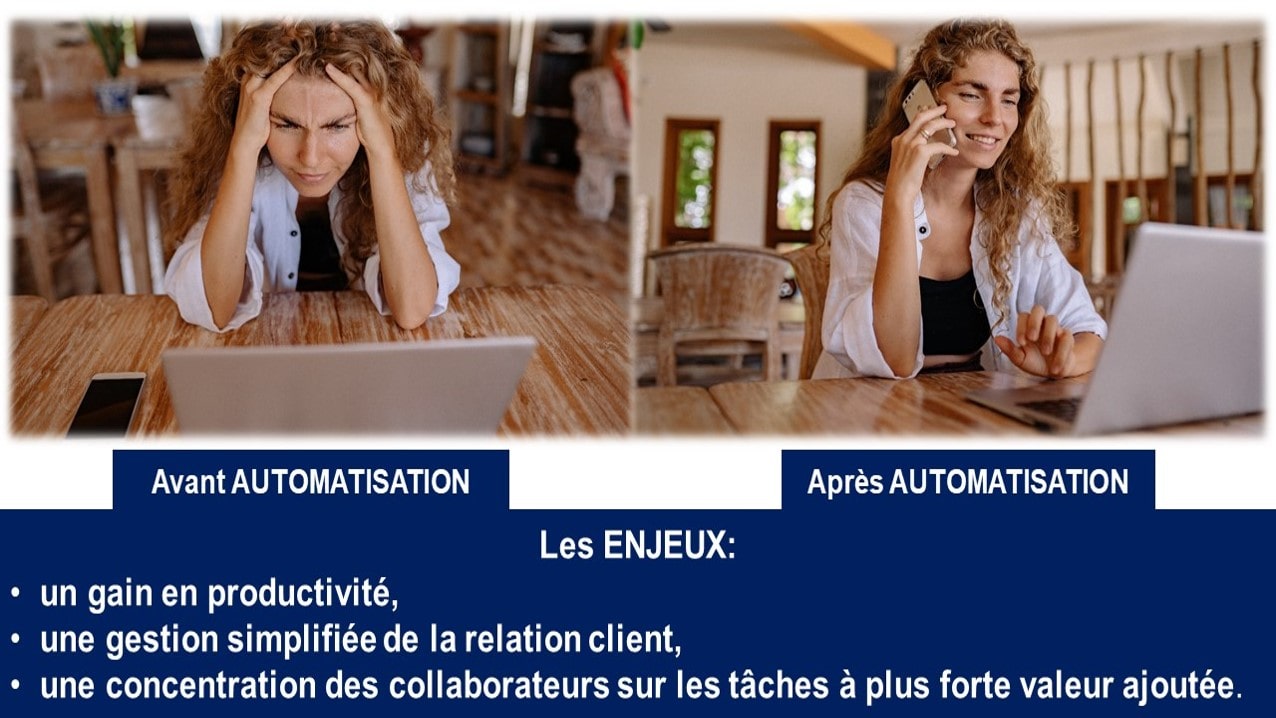 Avant AUTOMATISATION
Après AUTOMATISATION
Les ENJEUX:
• un gain en productivité,
• une gestion simplifiée de la relation client,
• une concentration des collaborateurs sur les tâches à plus forte valeur ajoutée.